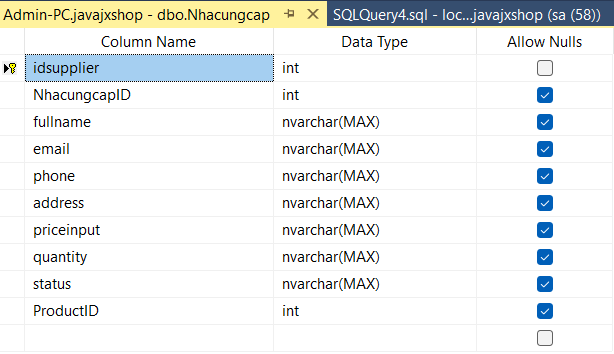 Admin-PC.javajxshop - dbo.Nhacungcap SQLQuery4.sql - loc...javajxshop (sa (58))
Column Name Data Type Allow Nulls
idsupplier int
NhacungcapID int
fullname nvarchar(MAX)
email nvarchar(MAX)
phone nvarchar(MAX)
address nvarchar(MAX)
priceinput nvarchar(MAX)
quantity nvarchar(MAX)
status nvarchar(MAX)
ProductID int